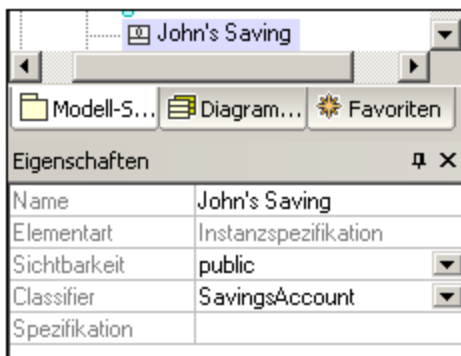 John's Saving
Modell-S... Diagram... Favoriten
Eigenschaften
Name John's Saving
Elementart Instanzspezifikation
Sichtbarkeit public
Classifier SavingsAccount
Spezifikation